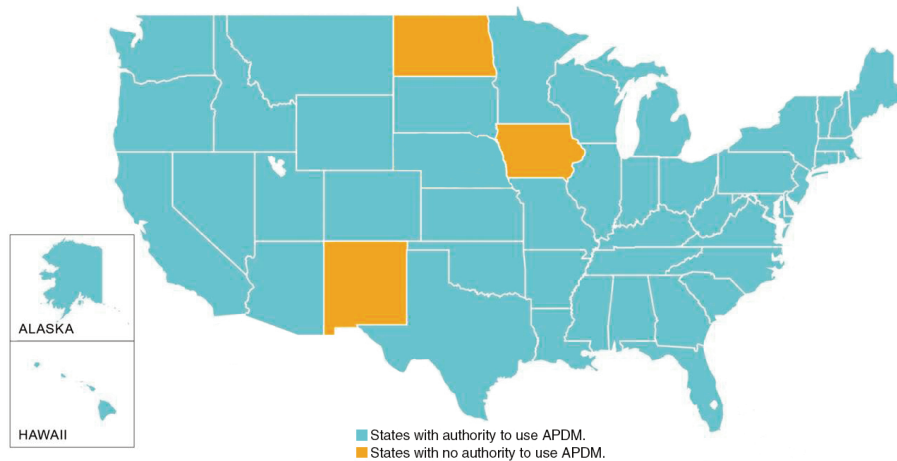 ALASKA
HAWAII
States with authority to use APDM.
States with no authority to use APDM.